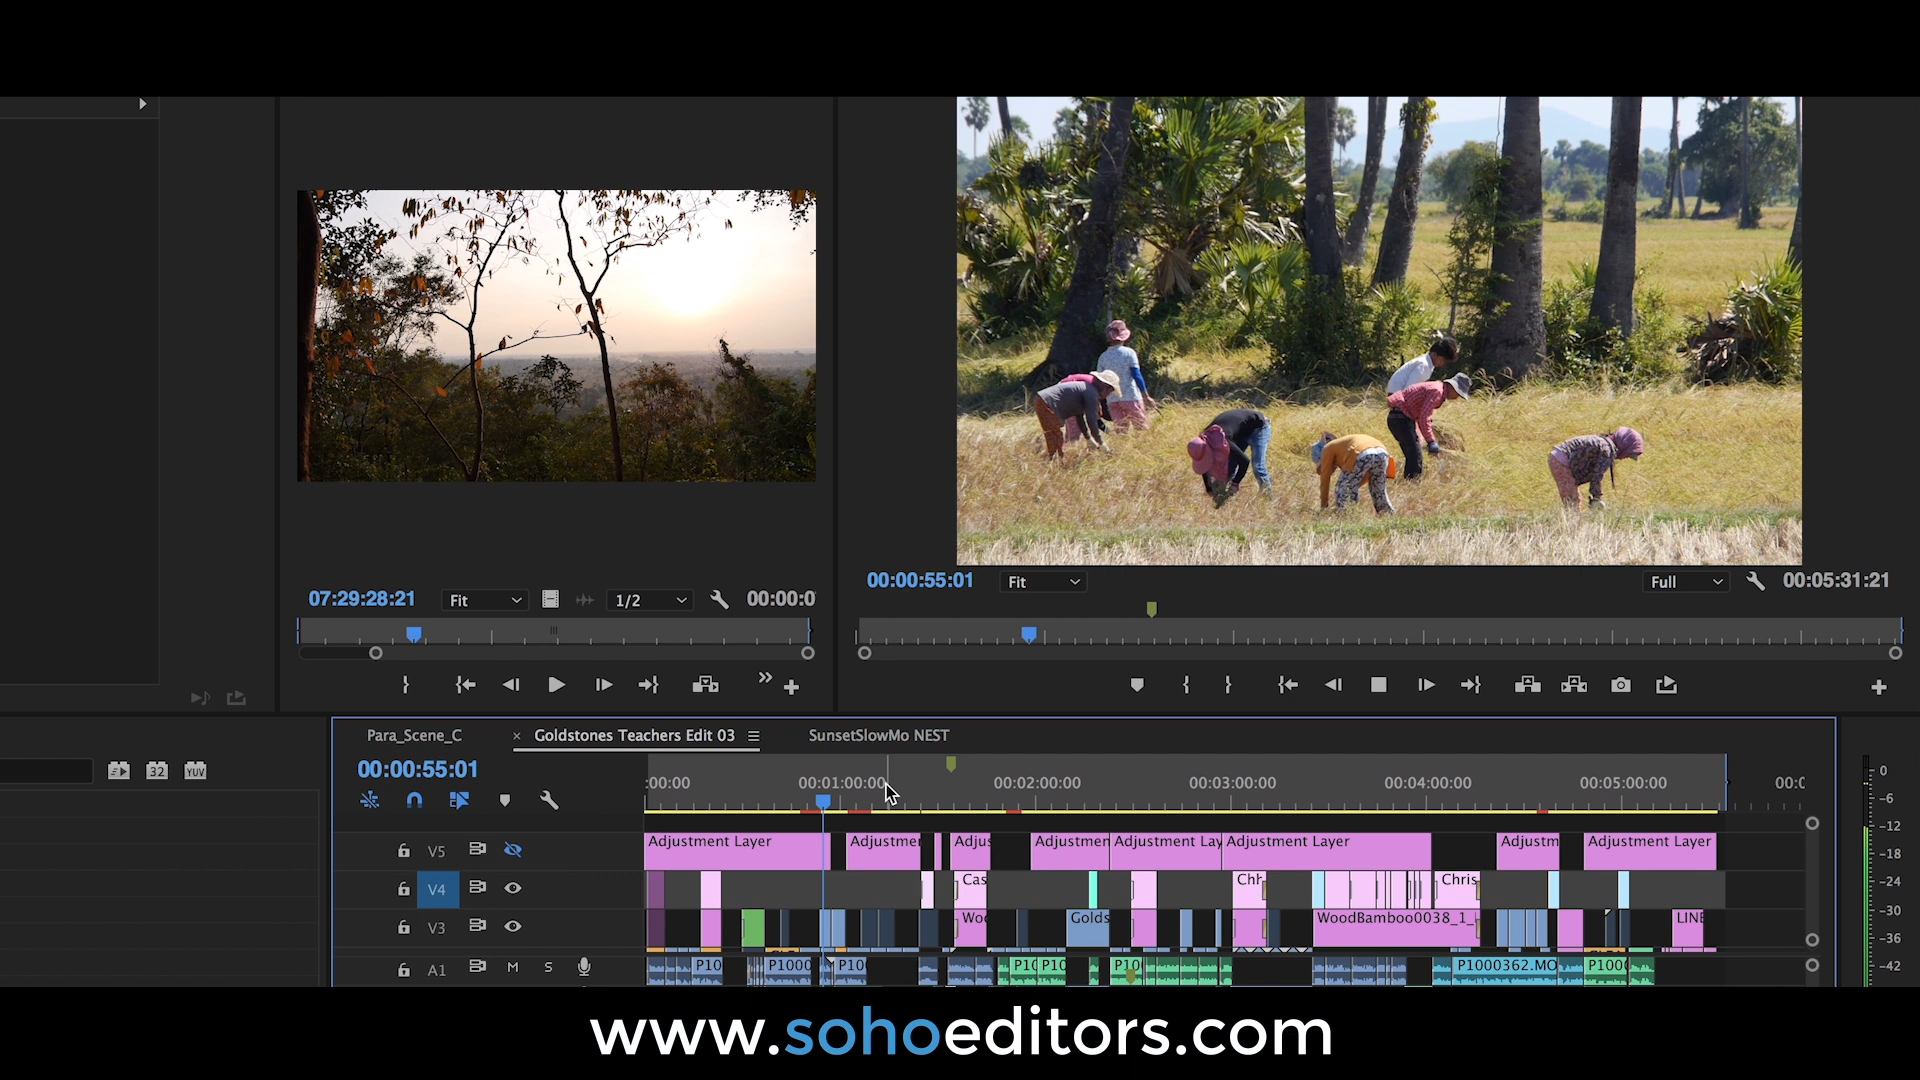 07:29:28:21 Fit 1/2 00:00:0
00:00:55:01 Fit Full 00:05:31:21
Para_Scene_C × Goldstones Teachers Edit 03 SunsetSlowMo NEST
32 YUV
00:00:55:01
:00:00 00:01:00:00 00:02:00:00 00:03:00:00 00:04:00:00 00:05:00:00 00:0
V5 Adjustment Layer Adjustmen Adjus Adjustmen Adjustment Lay Adjustment Layer Adjustm Adjustment Layer
V4 Cas Chr Chris
V3 Woo Golds WoodBamboo0038_1_ LINE
A1 M S P10 P1000 P10 P10 P10 P10 P1000362.MO P100
0
-6
-12
-18
-24
-30
-36
-42
www.sohoeditors.com